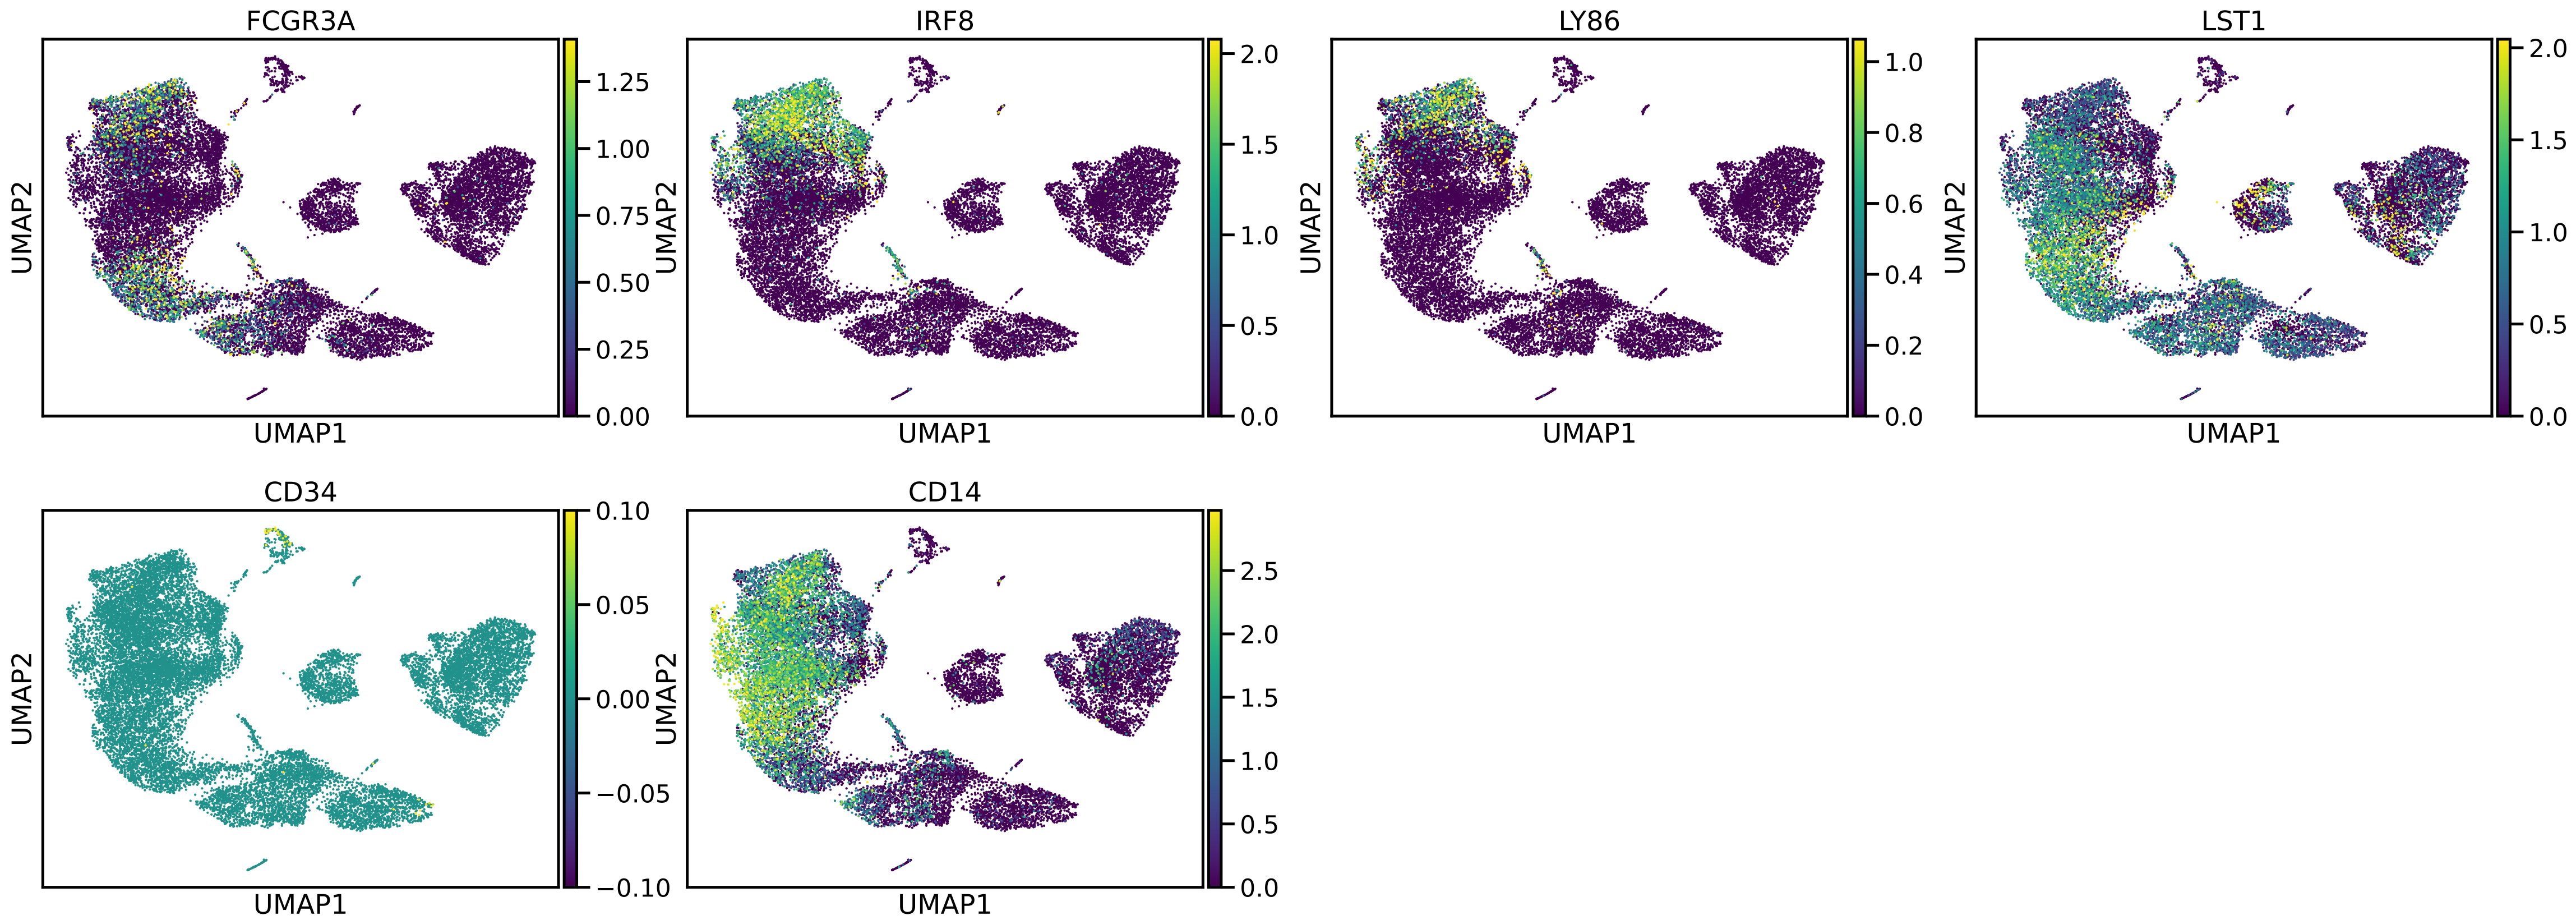 FCGR3A
UMAP2
UMAP1
1.25
1.00
0.75
0.50
0.25
0.00
IRF8
UMAP2
UMAP1
2.0
1.5
1.0
0.5
0.0
LY86
UMAP2
UMAP1
1.0
0.8
0.6
0.4
0.2
0.0
LST1
UMAP2
UMAP1
2.0
1.5
1.0
0.5
0.0
CD34
UMAP2
UMAP1
0.10
0.05
0.00
−0.05
−0.10
CD14
UMAP2
UMAP1
2.5
2.0
1.5
1.0
0.5
0.0